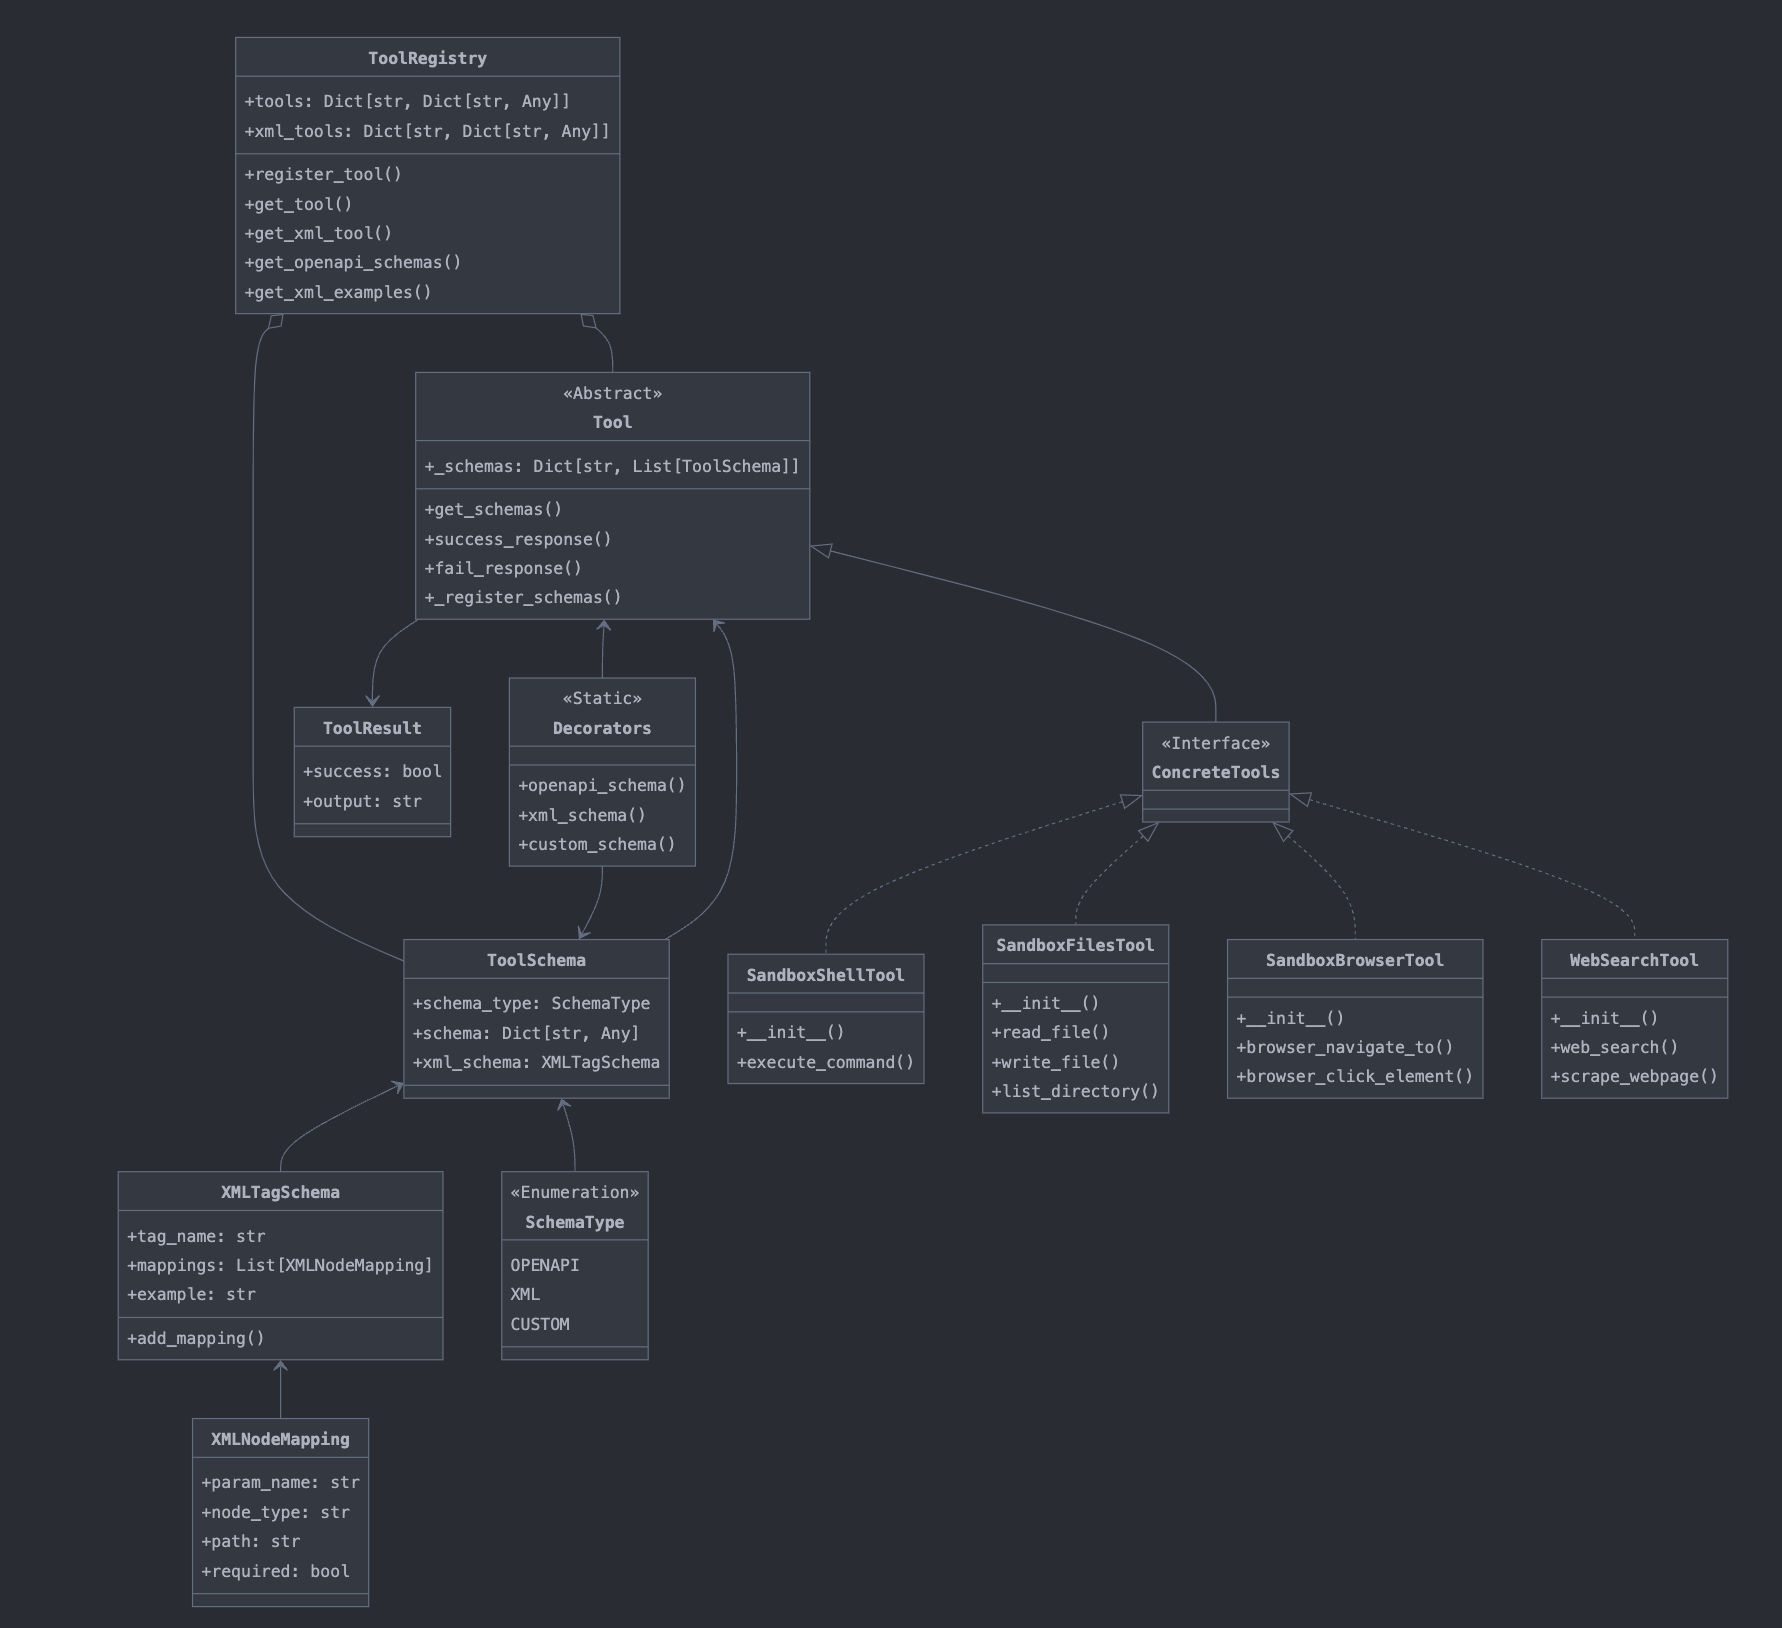 ToolRegistry
+tools: Dict[str, Dict[str, Any]]
+xml_tools: Dict[str, Dict[str, Any]]
+register_tool()
+get_tool()
+get_xml_tool()
+get_openapi_schemas()
+get_xml_examples()
«Abstract»
Tool
+_schemas: Dict[str, List[ToolSchema]]
+get_schemas()
+success_response()
+fail_response()
+_register_schemas()
ToolResult
+success: bool
+output: str
«Static»
Decorators
+openapi_schema()
+xml_schema()
+custom_schema()
«Interface»
ConcreteTools
ToolSchema
+schema_type: SchemaType
+schema: Dict[str, Any]
+xml_schema: XMLTagSchema
SandboxShellTool
+__init__()
+execute_command()
SandboxFilesTool
+__init__()
+read_file()
+write_file()
+list_directory()
SandboxBrowserTool
+__init__()
+browser_navigate_to()
+browser_click_element()
WebSearchTool
+__init__()
+web_search()
+scrape_webpage()
XMLTagSchema
+tag_name: str
+mappings: List[XMLNodeMapping]
+example: str
+add_mapping()
«Enumeration»
SchemaType
OPENAPI
XML
CUSTOM
XMLNodeMapping
+param_name: str
+node_type: str
+path: str
+required: bool